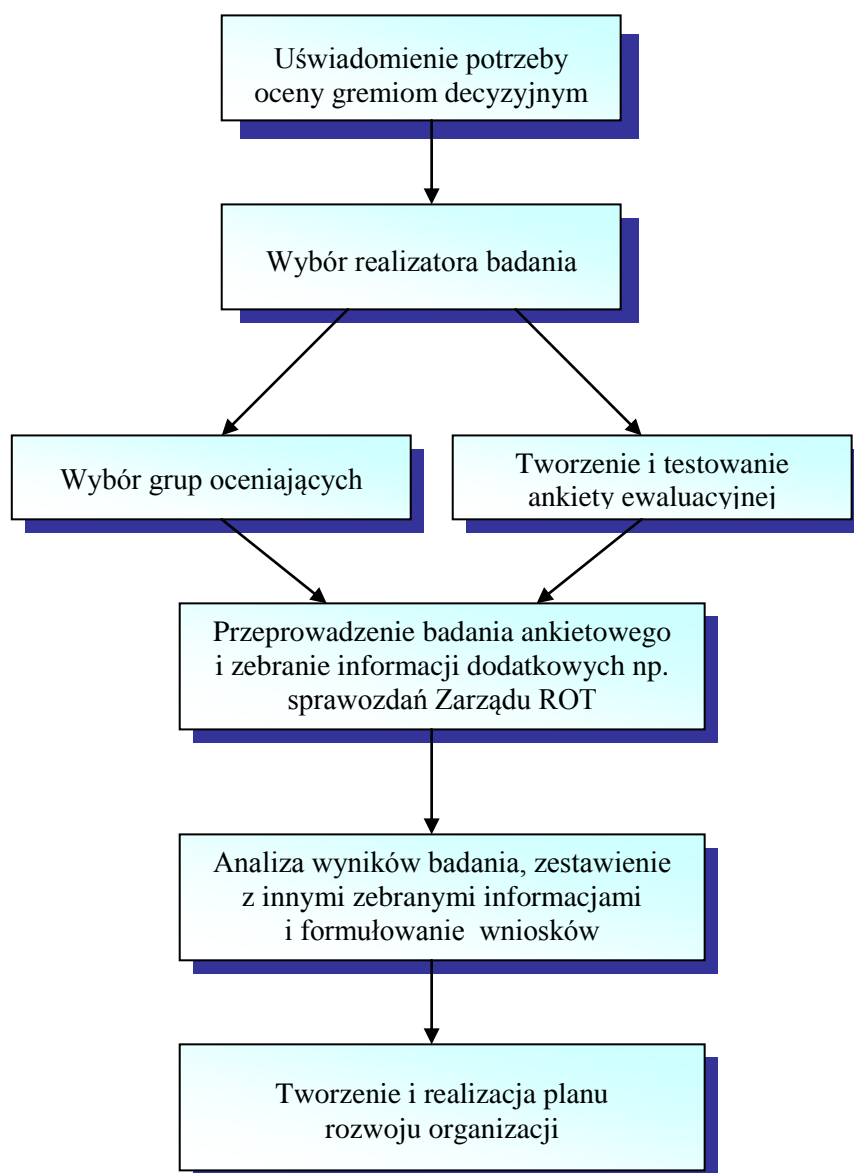 Uświadomienie potrzeby
oceny gremiom decyzyjnym
Wybór realizatora badania
Wybór grup oceniających
Tworzenie i testowanie
ankiety ewaluacyjnej
Przeprowadzenie badania ankietowego
i zebranie informacji dodatkowych np.
sprawozdań Zarządu ROT
Analiza wyników badania, zestawienie
z innymi zebranymi informacjami
i formułowanie wniosków
Tworzenie i realizacja planu
rozwoju organizacji